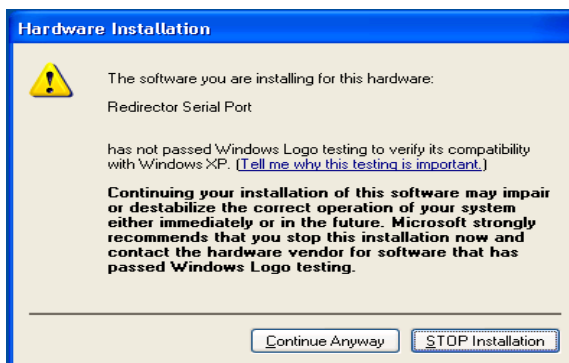 Hardware Installation
The software you are installing for this hardware:
Redirector Serial Port
has not passed Windows Logo testing to verify its compatibility
with Windows XP. (Tell me why this testing is important.)
Continuing your installation of this software may impair
or destabilize the correct operation of your system
either immediately or in the future. Microsoft strongly
recommends that you stop this installation now and
contact the hardware vendor for software that has
passed Windows Logo testing.
Continue Anyway
STOP Installation